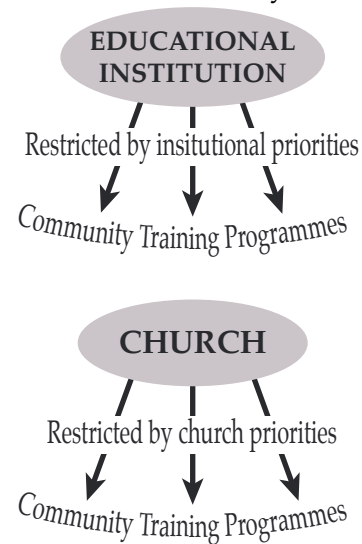 EDUCATIONAL
INSTITUTION
Restricted by insitutional priorities
Community Training Programmes
CHURCH
Restricted by church priorities
Community Training Programmes